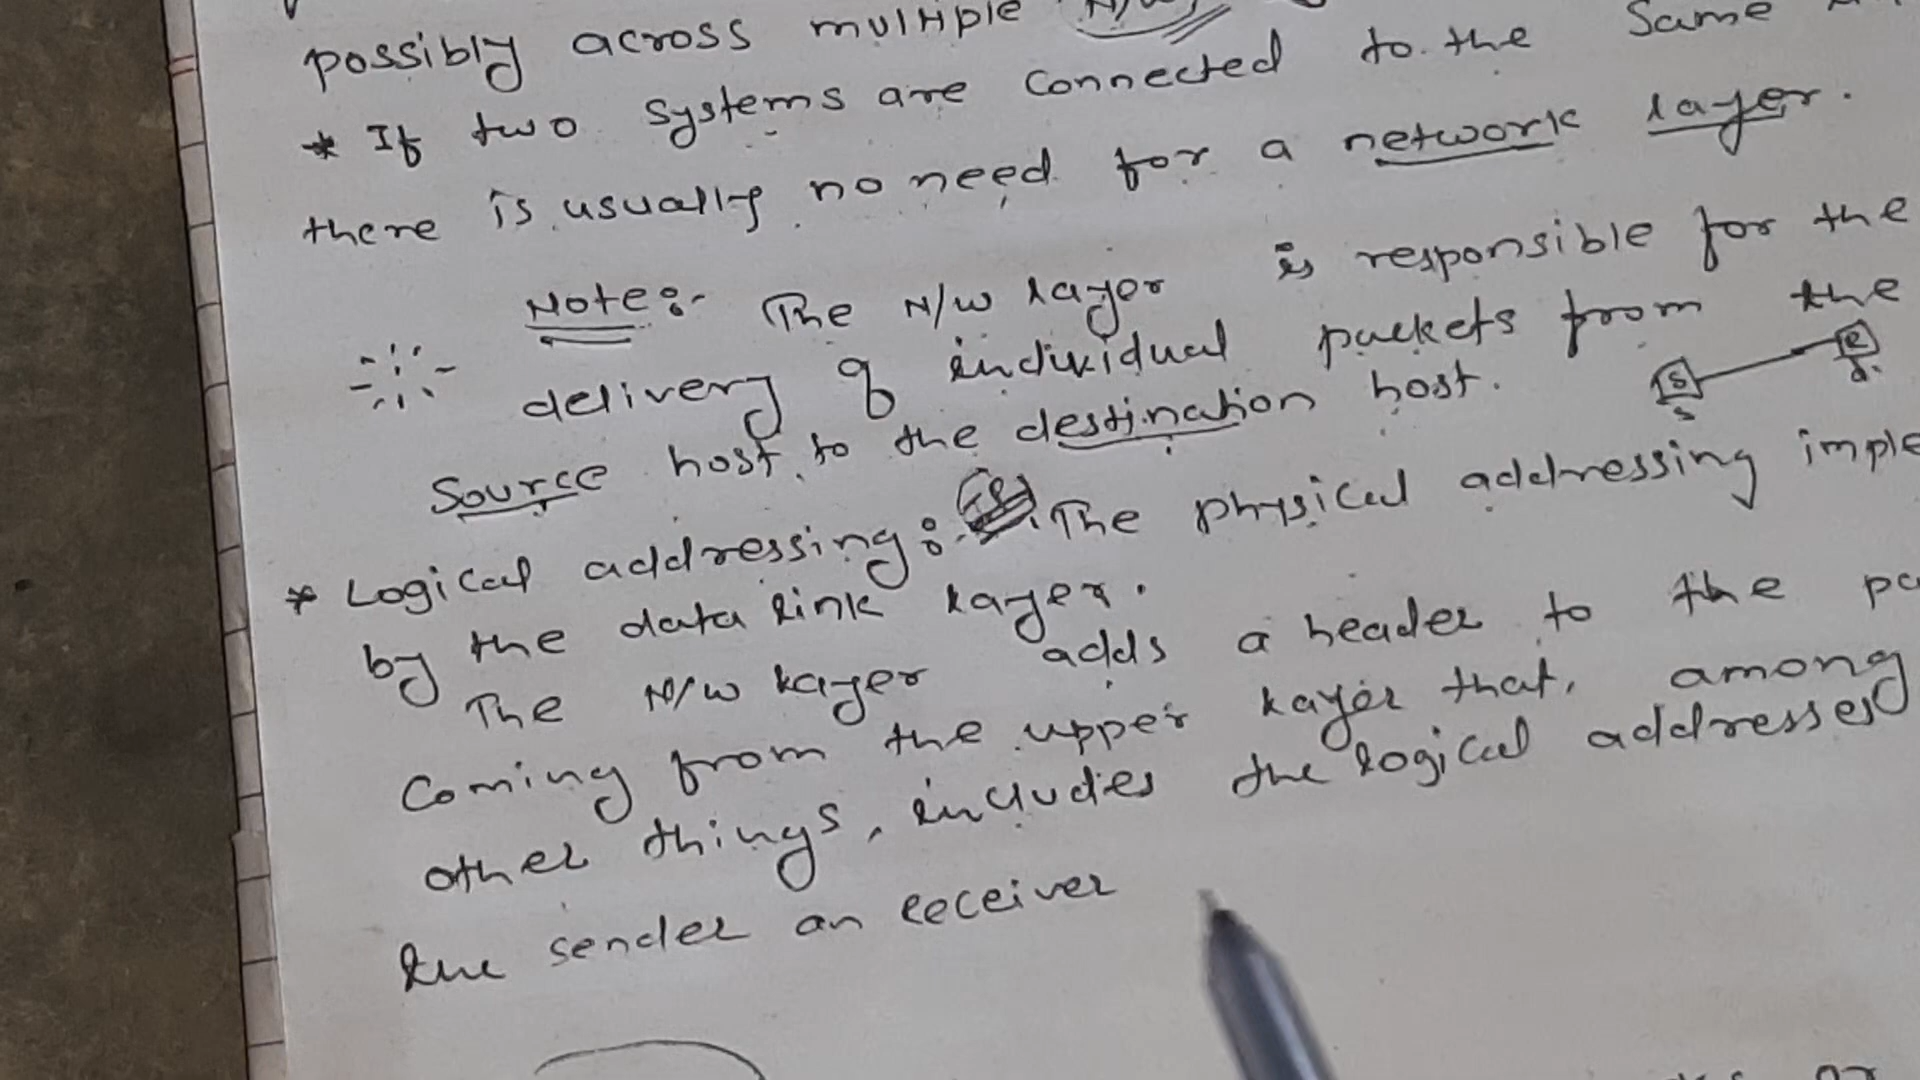 possibly across multiple N/W
* If two systems are connected to the same
there is usually no need for a network layer.
Note:- The N/W layer is responsible for the
delivery of individual packets from the
Source host to the destination host.
S
S
R
d.
* Logical addressing:- The physical addressing imple
by the data link layer.
The N/W layer adds a header to the pa
Coming from the upper layer that, among
other things, includes the logical addresses
the sender an receiver